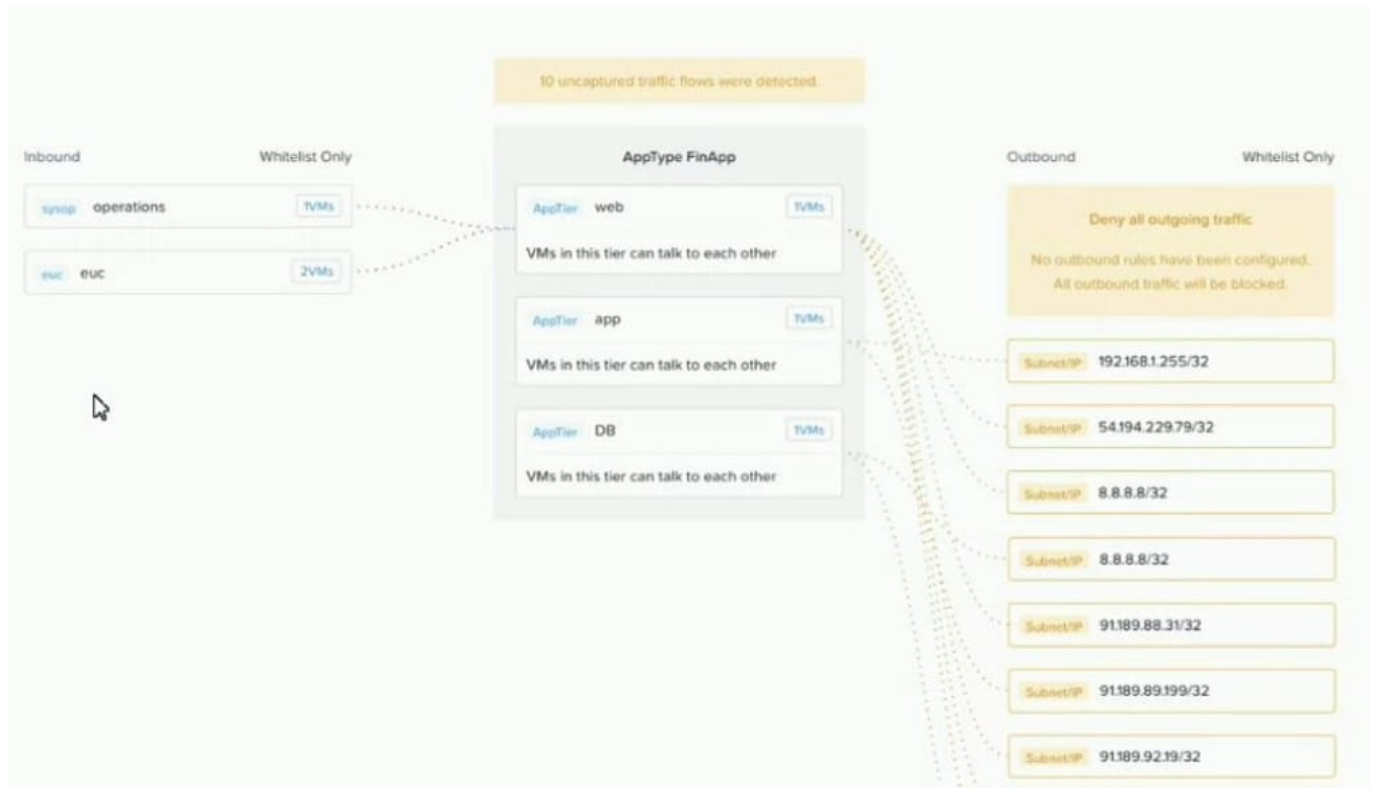 10 uncaptured traffic flows were detected.
Inbound
Whitelist Only
sysop operations 1VMs
euc euc 2VMs
AppType FinApp
AppTier web 1VMs
VMs in this tier can talk to each other
AppTier app 1VMs
VMs in this tier can talk to each other
AppTier DB 1VMs
VMs in this tier can talk to each other
Outbound
Whitelist Only
Deny all outgoing traffic
No outbound rules have been configured.
All outbound traffic will be blocked.
Subnet/IP 192.168.1.255/32
Subnet/IP 54.194.229.79/32
Subnet/IP 8.8.8.8/32
Subnet/IP 8.8.8.8/32
Subnet/IP 91.189.88.31/32
Subnet/IP 91.189.89.199/32
Subnet/IP 91.189.92.19/32